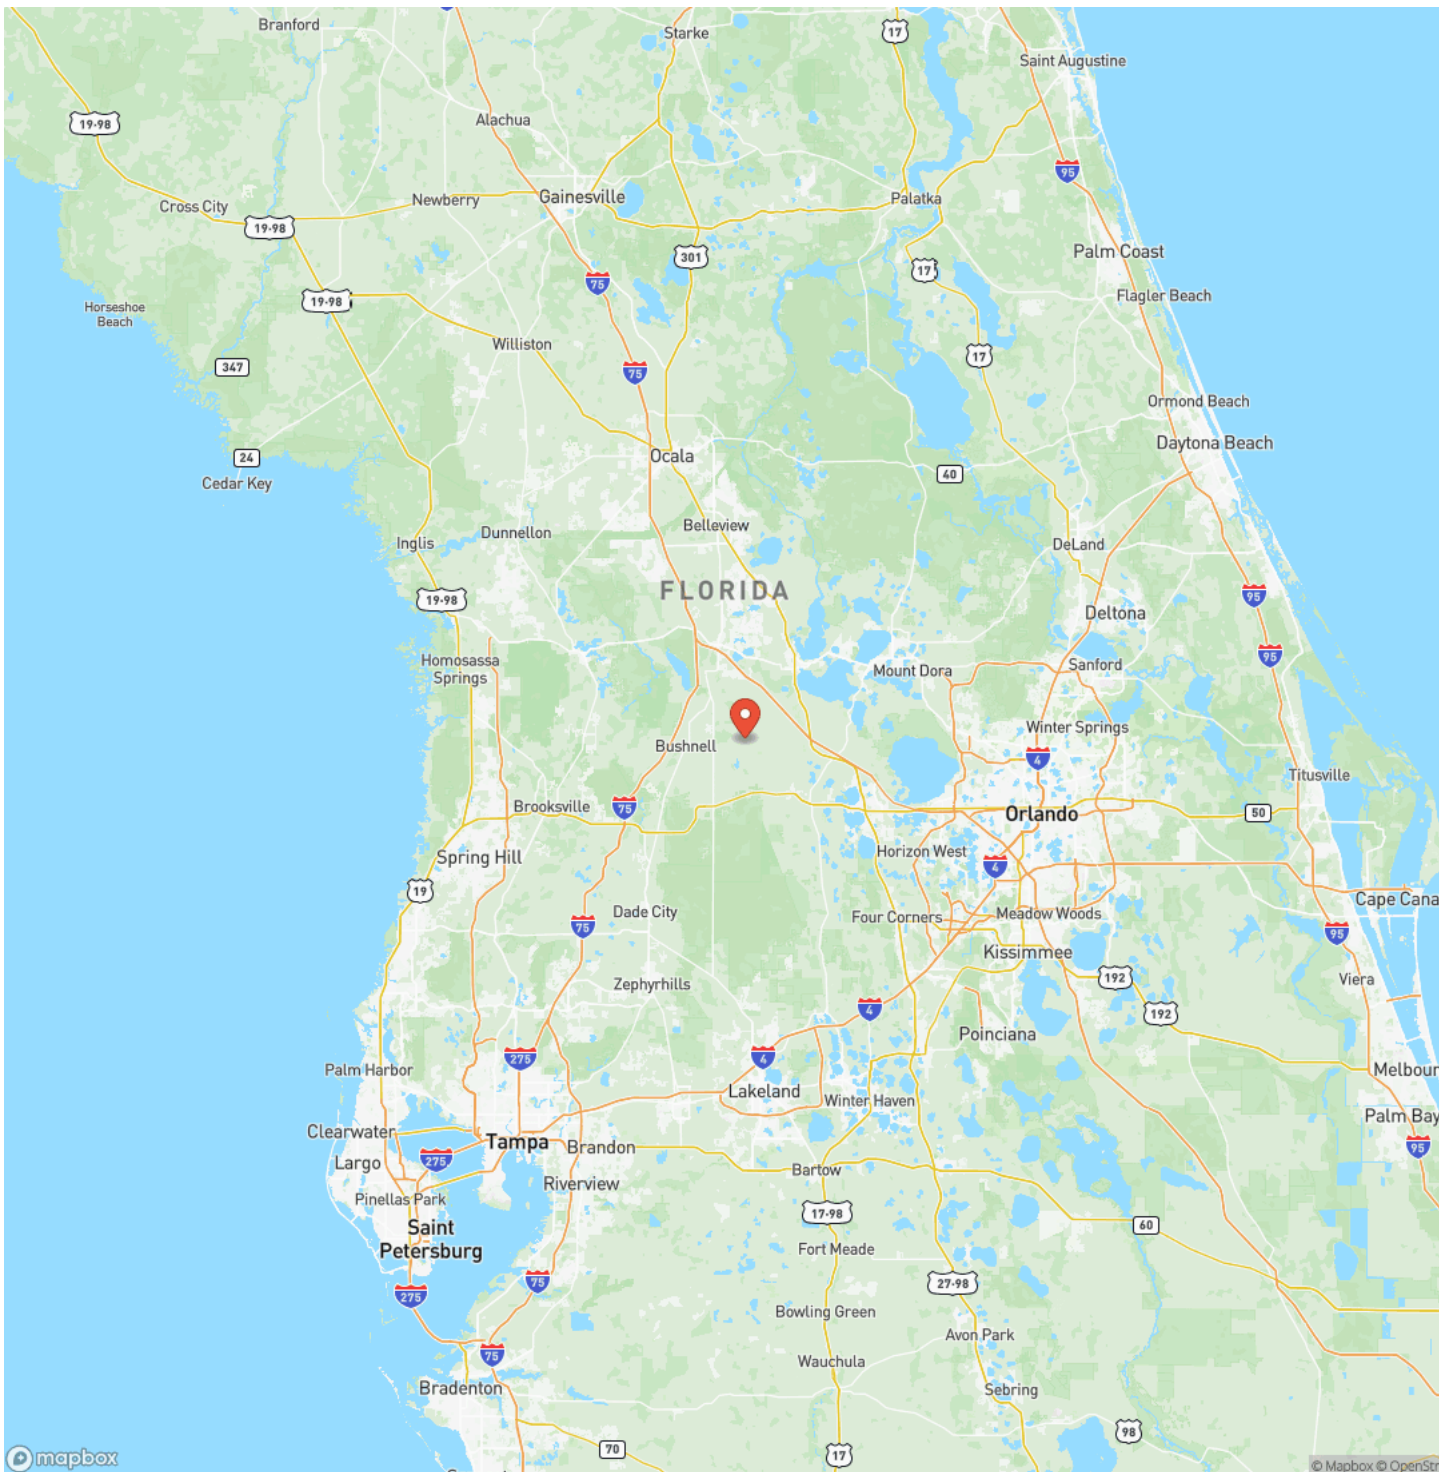 Branford
Starke
17
Saint Augustine
Alachua
19-98
95
Gainesville
Newberry
Palatka
Cross City
19-98
301
Palm Coast
17
75
Flagler Beach
19-98
Horseshoe
Beach
Williston
17
347
75
Ormond Beach
Daytona Beach
Ocala
24
40
Cedar Key
Belleview
Dunnellon
Inglis
DeLand
FLORIDA
19-98
95
Deltona
95
Homosassa
Springs
Mount Dora
Sanford
Winter Springs
Bushnell
4
Titusville
Brooksville
75
Orlando
50
Spring Hill
Horizon West
4
19
Cape Cana
Dade City
Four Corners
Meadow Woods
75
95
Kissimmee
Zephyrhills
192
Viera
4
192
Poinciana
275
4
Palm Harbor
Melbour
Lakeland
Winter Haven
Palm Bay
Clearwater
Tampa
Brandon
95
275
Largo
Bartow
Riverview
Pinellas Park
17-98
60
Saint
Petersburg
Fort Meade
75
27-98
275
Bowling Green
Avon Park
75
Wauchula
Bradenton
Sebring
98
70
17
mapbox
© Mapbox © OpenStr